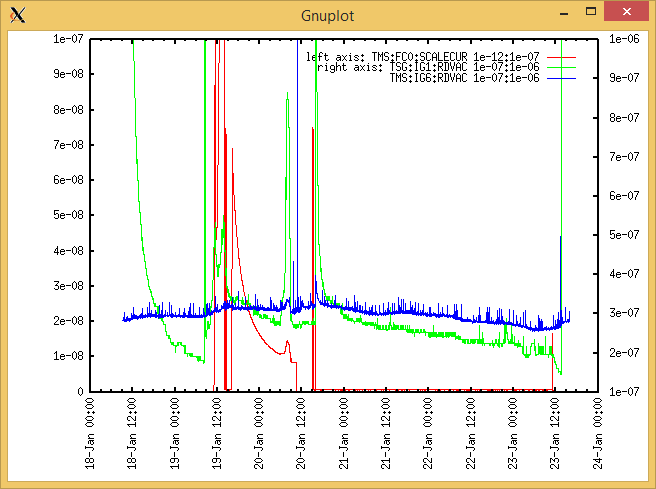 Gnuplot
left axis: TMS:FC0:SCALECUR 1e-12:1e-07
right axis: TSG:IG1:RDVAC 1e-07:1e-06
TMS:IG6:RDVAC 1e-07:1e-06
1e-07
9e-08
8e-08
7e-08
6e-08
5e-08
4e-08
3e-08
2e-08
1e-08
0
1e-06
9e-07
8e-07
7e-07
6e-07
5e-07
4e-07
3e-07
2e-07
1e-07
18-Jan 00:00
18-Jan 12:00
19-Jan 00:00
19-Jan 12:00
20-Jan 00:00
20-Jan 12:00
21-Jan 00:00
21-Jan 12:00
22-Jan 00:00
22-Jan 12:00
23-Jan 00:00
23-Jan 12:00
24-Jan 00:00